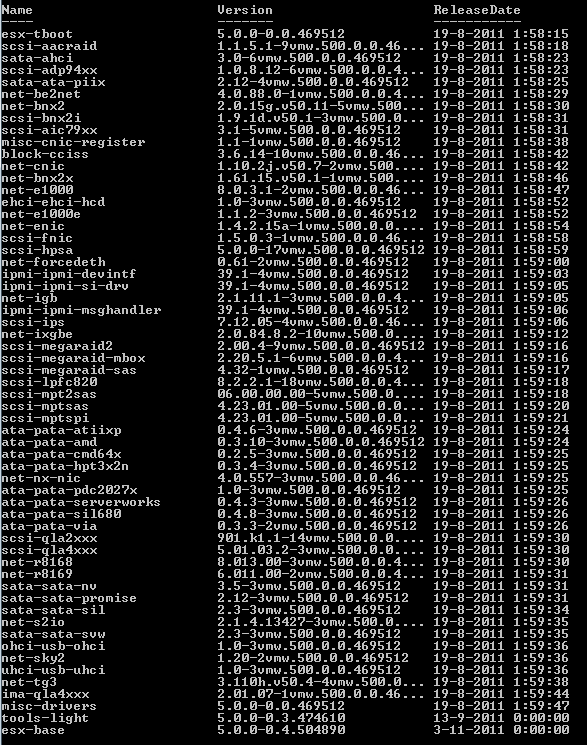 Name Version ReleaseDate
---- ------- -----------
esx-tboot 5.0.0-0.0.469512 19-8-2011 1:58:15
scsi-aacraid 1.1.5.1-9vmw.500.0.0.46... 19-8-2011 1:58:18
sata-ahci 3.0-6vmw.500.0.0.469512 19-8-2011 1:58:23
scsi-adp94xx 1.0.8.12-6vmw.500.0.0.4... 19-8-2011 1:58:23
sata-ata-piix 2.12-4vmw.500.0.0.469512 19-8-2011 1:58:25
net-be2net 4.0.88.0-1vmw.500.0.0.4... 19-8-2011 1:58:29
net-bnx2 2.0.15g.v50.11-5vmw.500... 19-8-2011 1:58:30
scsi-bnx2i 1.9.1d.v50.1-3vmw.500.0... 19-8-2011 1:58:31
scsi-aic79xx 3.1-5vmw.500.0.0.469512 19-8-2011 1:58:31
misc-cnic-register 1.1-1vmw.500.0.0.469512 19-8-2011 1:58:38
block-cciss 3.6.14-10vmw.500.0.0.46... 19-8-2011 1:58:42
net-cnic 1.10.2j.v50.7-2vmw.500.... 19-8-2011 1:58:42
net-bnx2x 1.61.15.v50.1-1vmw.500.... 19-8-2011 1:58:46
net-e1000 8.0.3.1-2vmw.500.0.0.46... 19-8-2011 1:58:47
ehci-ehci-hcd 1.0-3vmw.500.0.0.469512 19-8-2011 1:58:52
net-e1000e 1.1.2-3vmw.500.0.0.469512 19-8-2011 1:58:52
net-enic 1.4.2.15a-1vmw.500.0.0.... 19-8-2011 1:58:54
scsi-fnic 1.5.0.3-1vmw.500.0.0.46... 19-8-2011 1:58:58
scsi-hpsa 5.0.0-17vmw.500.0.0.469512 19-8-2011 1:58:59
net-forcedeth 0.61-2vmw.500.0.0.469512 19-8-2011 1:59:00
ipmi-ipmi-devintf 39.1-4vmw.500.0.0.469512 19-8-2011 1:59:03
ipmi-ipmi-si-drv 39.1-4vmw.500.0.0.469512 19-8-2011 1:59:05
net-igb 2.1.11.1-3vmw.500.0.0.4... 19-8-2011 1:59:05
ipmi-ipmi-msghandler 39.1-4vmw.500.0.0.469512 19-8-2011 1:59:06
scsi-ips 7.12.05-4vmw.500.0.0.46... 19-8-2011 1:59:06
net-ixgbe 2.0.84.8.2-10vmw.500.0.... 19-8-2011 1:59:12
scsi-megaraid2 2.00.4-9vmw.500.0.0.469512 19-8-2011 1:59:16
scsi-megaraid-mbox 2.20.5.1-6vmw.500.0.0.4... 19-8-2011 1:59:16
scsi-megaraid-sas 4.32-1vmw.500.0.0.469512 19-8-2011 1:59:17
scsi-lpfc820 8.2.2.1-18vmw.500.0.0.4... 19-8-2011 1:59:18
scsi-mpt2sas 06.00.00.00-5vmw.500.0.... 19-8-2011 1:59:18
scsi-mptsas 4.23.01.00-5vmw.500.0.0... 19-8-2011 1:59:20
scsi-mptspi 4.23.01.00-5vmw.500.0.0... 19-8-2011 1:59:21
ata-pata-atiixp 0.4.6-3vmw.500.0.0.469512 19-8-2011 1:59:24
ata-pata-amd 0.3.10-3vmw.500.0.0.469512 19-8-2011 1:59:24
ata-pata-cmd64x 0.2.5-3vmw.500.0.0.469512 19-8-2011 1:59:25
ata-pata-hpt3x2n 0.3.4-3vmw.500.0.0.469512 19-8-2011 1:59:25
net-nx-nic 4.0.557-3vmw.500.0.0.46... 19-8-2011 1:59:25
ata-pata-pdc2027x 1.0-3vmw.500.0.0.469512 19-8-2011 1:59:25
ata-pata-serverworks 0.4.3-3vmw.500.0.0.469512 19-8-2011 1:59:26
ata-pata-sil680 0.4.8-3vmw.500.0.0.469512 19-8-2011 1:59:26
ata-pata-via 0.3.3-2vmw.500.0.0.469512 19-8-2011 1:59:26
scsi-qla2xxx 901.k1.1-14vmw.500.0.0.... 19-8-2011 1:59:30
scsi-qla4xxx 5.01.03.2-3vmw.500.0.0.... 19-8-2011 1:59:30
net-r8168 8.013.00-3vmw.500.0.0.4... 19-8-2011 1:59:30
net-r8169 6.011.00-2vmw.500.0.0.4... 19-8-2011 1:59:31
sata-sata-nv 3.5-3vmw.500.0.0.469512 19-8-2011 1:59:31
sata-sata-promise 2.12-3vmw.500.0.0.469512 19-8-2011 1:59:31
sata-sata-sil 2.3-3vmw.500.0.0.469512 19-8-2011 1:59:34
net-s2io 2.1.4.13427-3vmw.500.0.... 19-8-2011 1:59:35
sata-sata-svw 2.3-3vmw.500.0.0.469512 19-8-2011 1:59:35
ohci-usb-ohci 1.0-3vmw.500.0.0.469512 19-8-2011 1:59:36
net-sky2 1.20-2vmw.500.0.0.469512 19-8-2011 1:59:36
uhci-usb-uhci 1.0-3vmw.500.0.0.469512 19-8-2011 1:59:36
net-tg3 3.110h.v50.4-4vmw.500.0... 19-8-2011 1:59:38
ima-qla4xxx 2.01.07-1vmw.500.0.0.46... 19-8-2011 1:59:44
misc-drivers 5.0.0-0.0.469512 19-8-2011 1:59:47
tools-light 5.0.0-0.3.474610 13-9-2011 0:00:00
esx-base 5.0.0-0.4.504890 3-11-2011 0:00:00